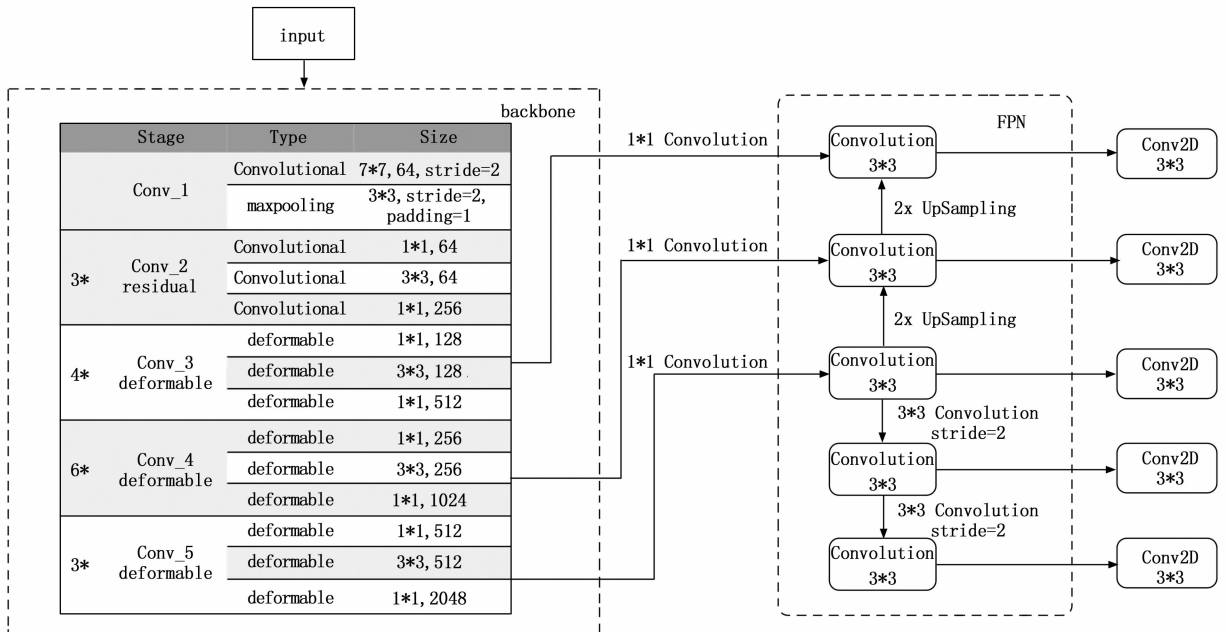 input
backbone
Stage Type Size
Conv_1
Convolutional 7*7, 64, stride=2
maxpooling 3*3, stride=2,
padding=1
3* Conv_2
residual
Convolutional 1*1, 64
Convolutional 3*3, 64
Convolutional 1*1, 256
4* Conv_3
deformable
deformable 1*1, 128
deformable 3*3, 128
deformable 1*1, 512
6* Conv_4
deformable
deformable 1*1, 256
deformable 3*3, 256
deformable 1*1, 1024
3* Conv_5
deformable
deformable 1*1, 512
deformable 3*3, 512
deformable 1*1, 2048
1*1 Convolution
1*1 Convolution
1*1 Convolution
FPN
Convolution
3*3
2x UpSampling
Convolution
3*3
2x UpSampling
Convolution
3*3
3*3 Convolution
stride=2
Convolution
3*3
3*3 Convolution
stride=2
Convolution
3*3
Conv2D
3*3
Conv2D
3*3
Conv2D
3*3
Conv2D
3*3
Conv2D
3*3